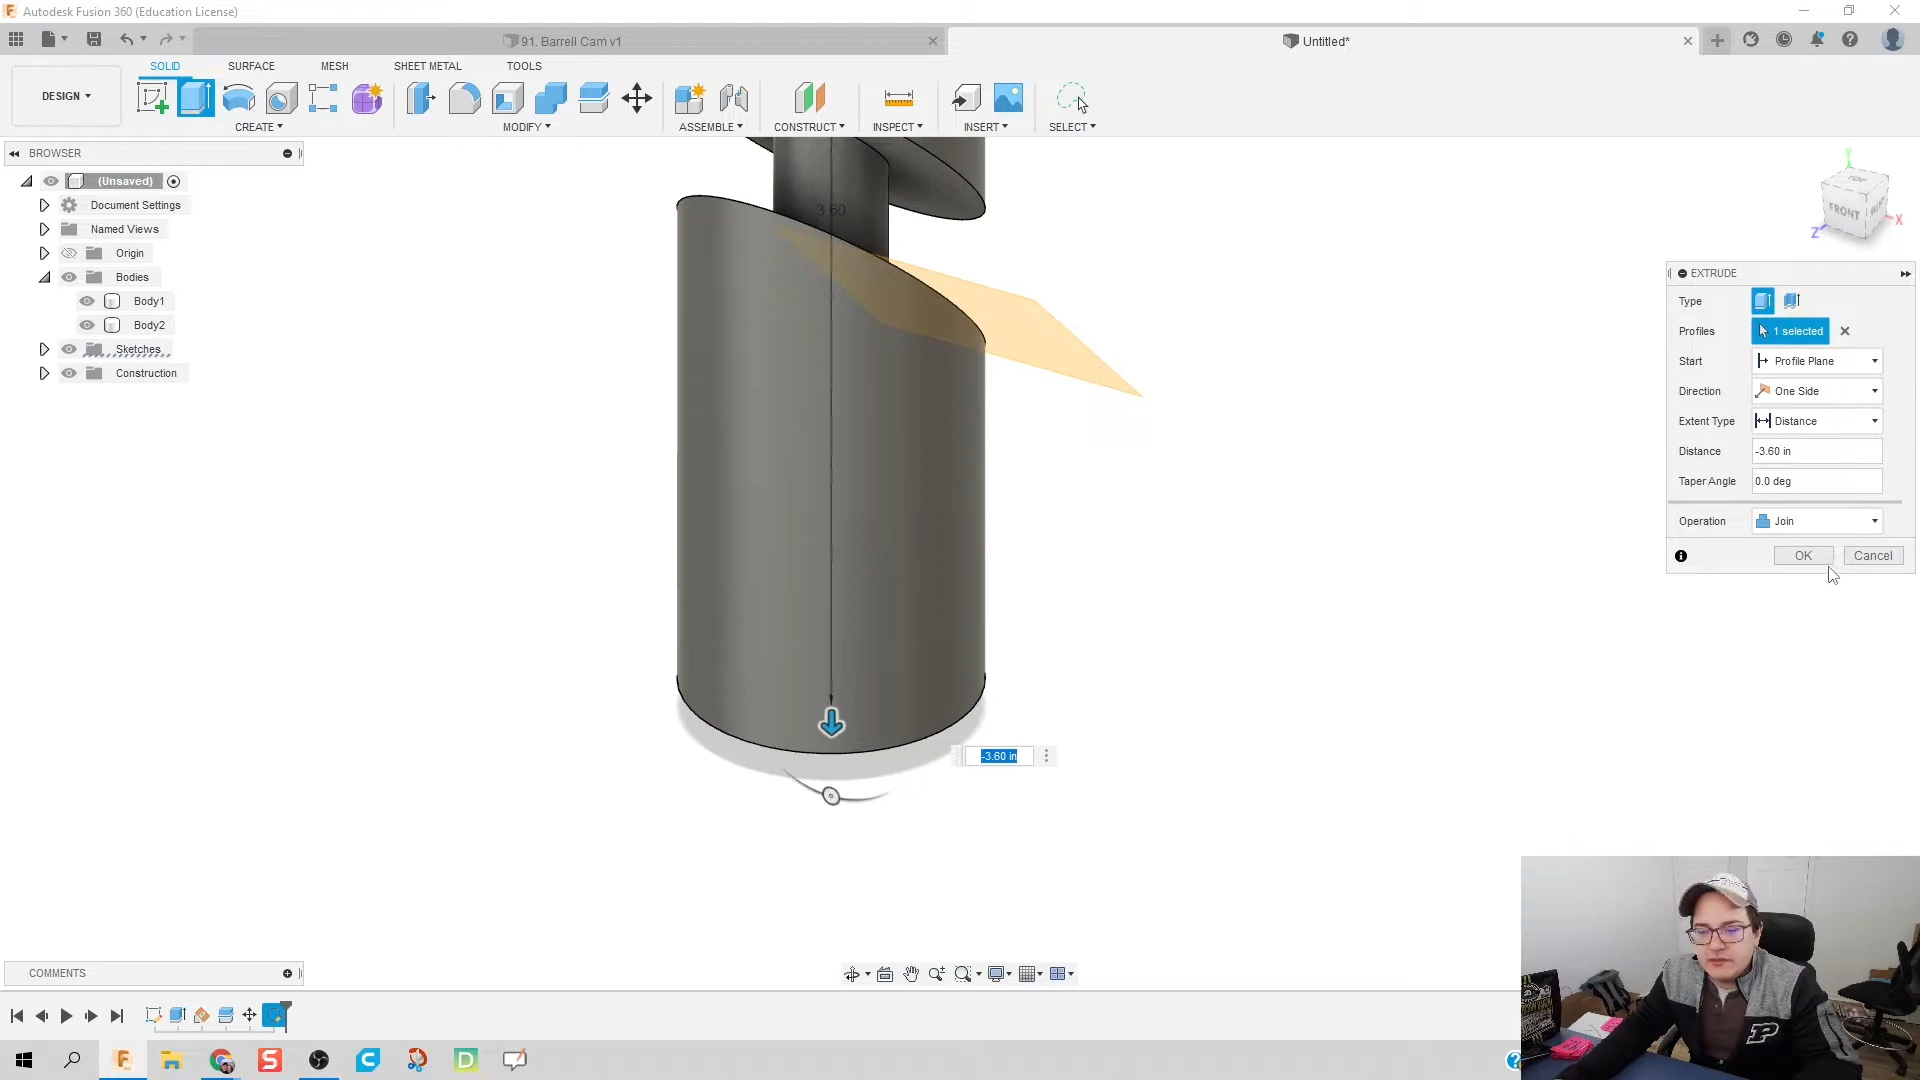 Autodesk Fusion 360 (Education License)
91. Barrell Cam v1
Untitled*
DESIGN
SOLID
SURFACE
MESH
SHEET METAL
TOOLS
CREATE
MODIFY
ASSEMBLE
CONSTRUCT
INSPECT
INSERT
SELECT
BROWSER
(Unsaved)
Document Settings
Named Views
Origin
Bodies
Body1
Body2
Sketches
Construction
3.60
-3.60 in
Y
TOP
FRONT
X
Z
EXTRUDE
Type
Profiles
1 selected
Start
Profile Plane
Direction
One Side
Extent Type
Distance
Distance
-3.60 in
Taper Angle
0.0 deg
Operation
Join
OK
Cancel
COMMENTS
P